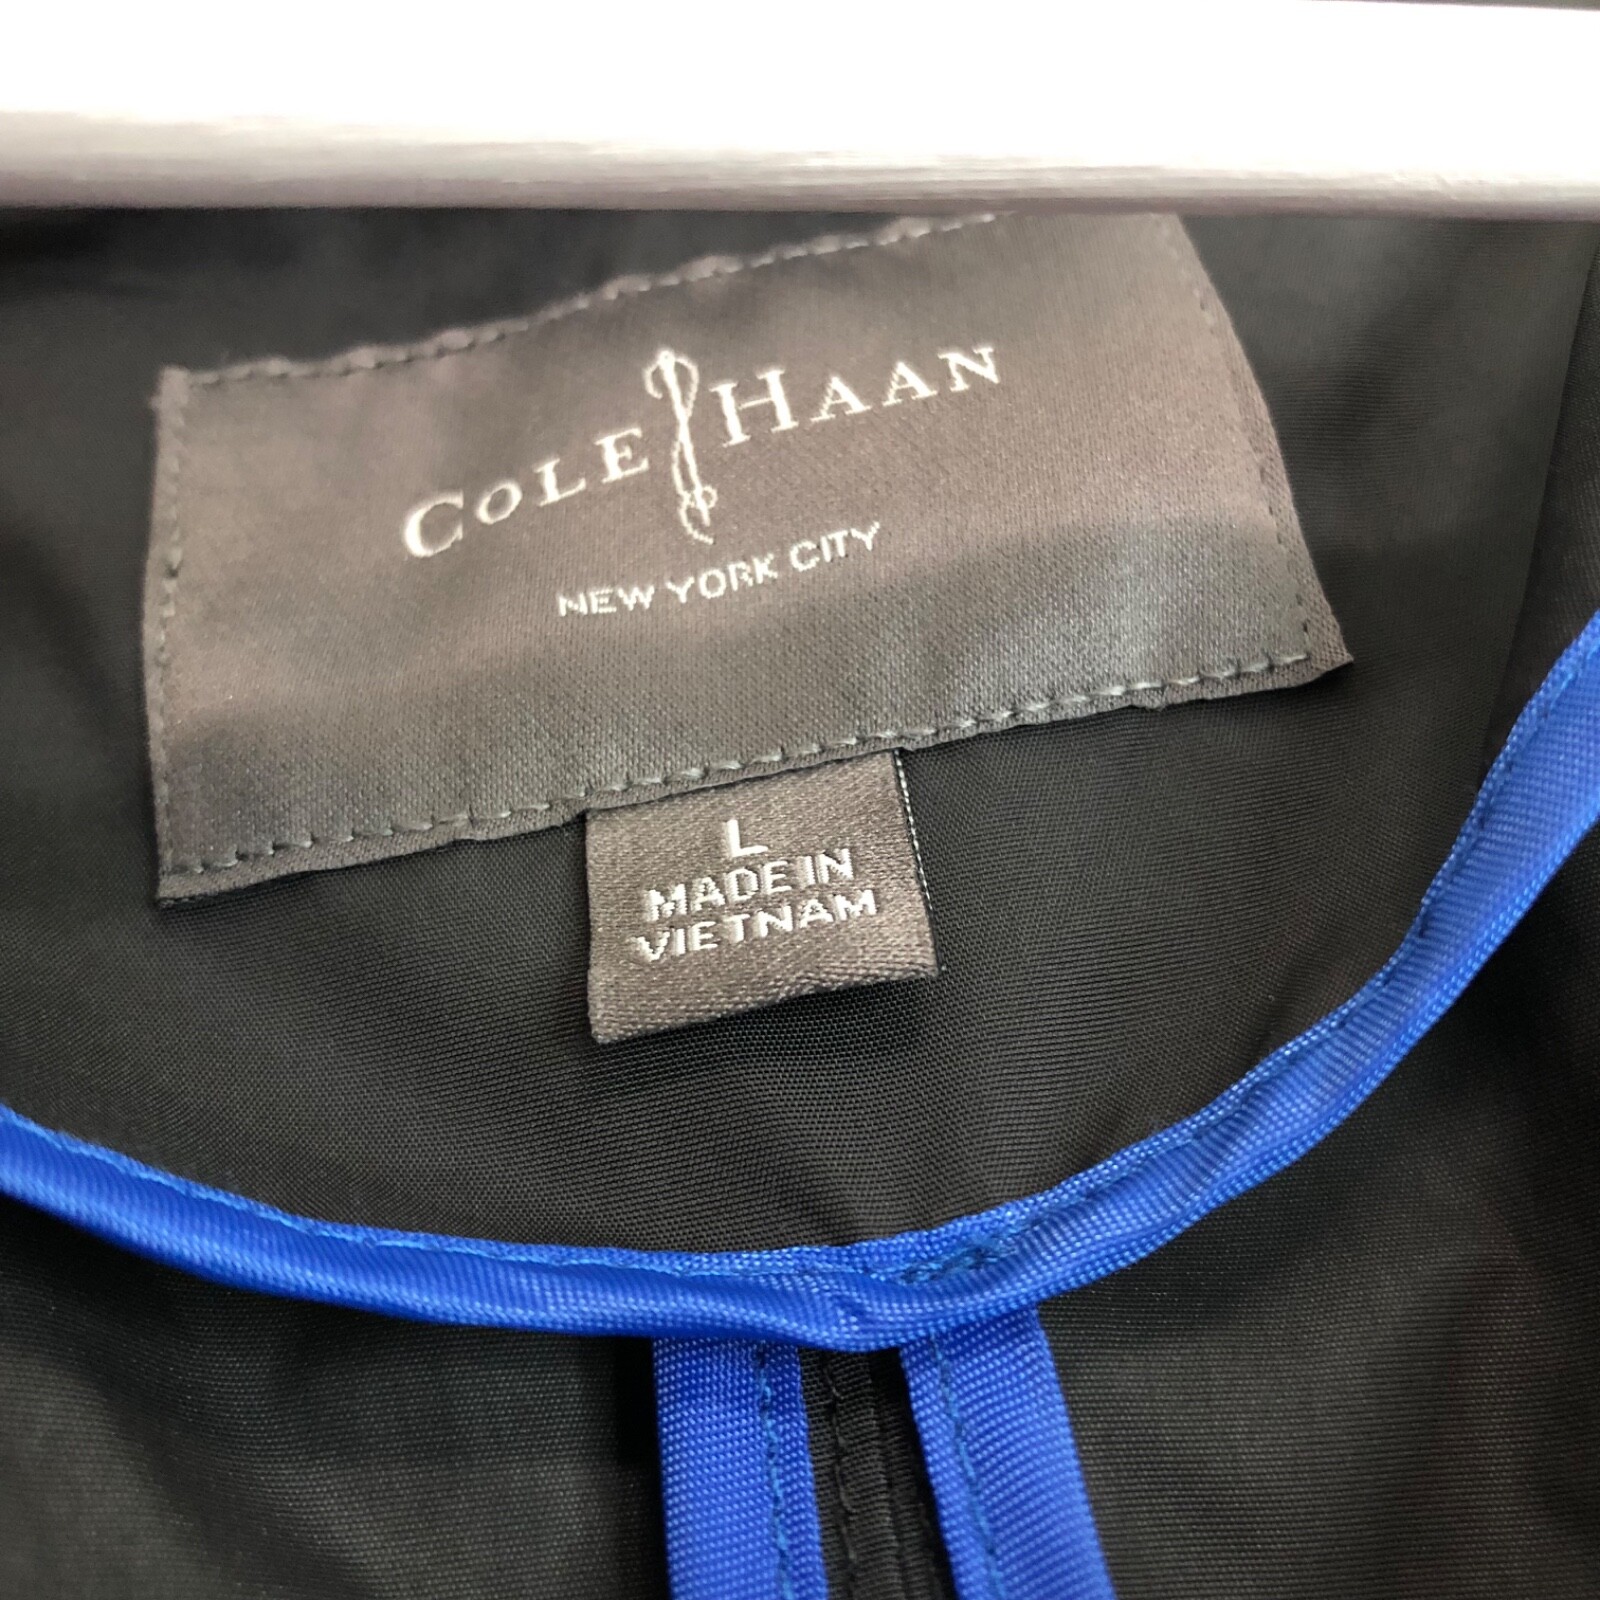 COLE HAAN
NEW YORK CITY
L
MADE IN
VIETNAM